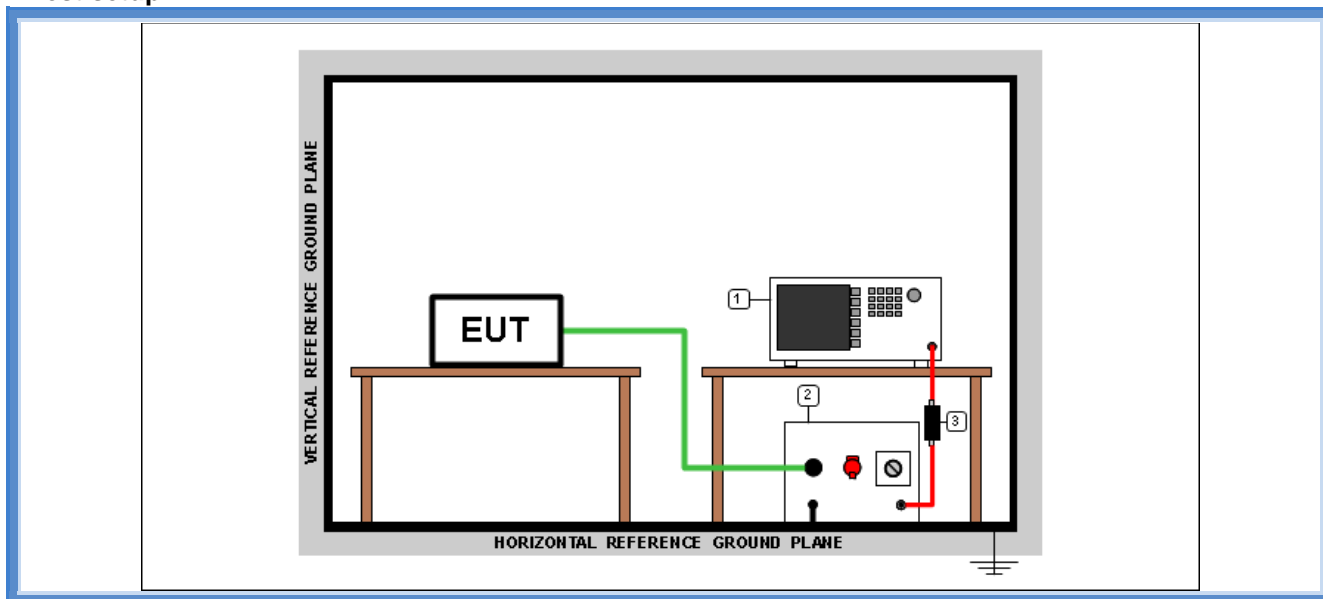 VERTICAL REFERENCE GROUND PLANE
EUT
1
2
3
HORIZONTAL REFERENCE GROUND PLANE